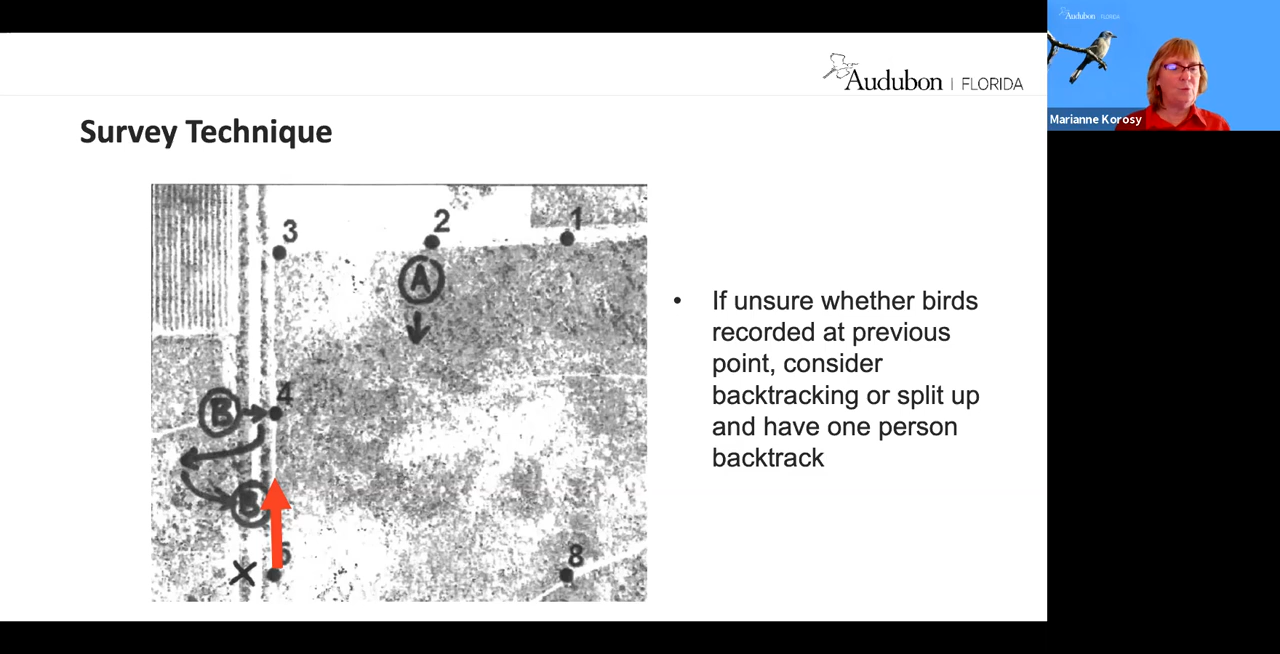 Audubon | FLORIDA
Survey Technique
3
2
1
A
4
B
B
5
X
8
• If unsure whether birds
recorded at previous
point, consider
backtracking or split up
and have one person
backtrack
Audubon | FLORIDA
Marianne Korosy